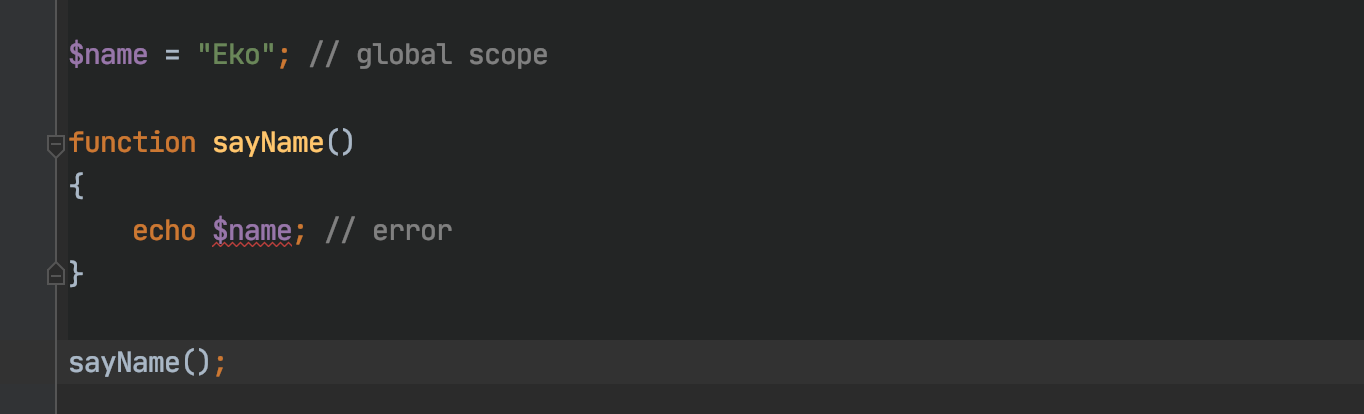 $name = "Eko"; // global scope
function sayName()
{
    echo $name; // error
}
sayName();